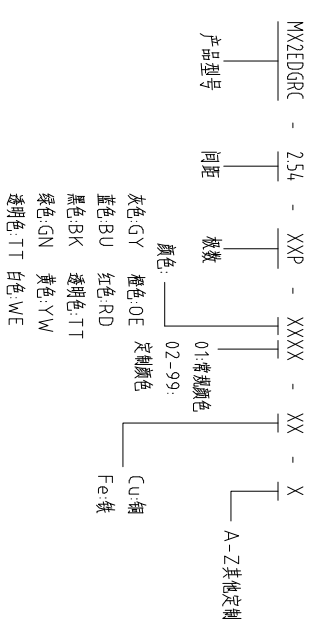 MX2EDGRC - 2.54 - XXP - XXXX - XX - X
产品型号
间距
极数
颜色:
灰色:GY 橙色:OE
蓝色:BU 红色:RD
黑色:BK 透明色:TT
绿色:GN 黄色:YW
透明色:TT 白色:WE
01:常规颜色
02-99:
定制颜色
Cu:铜
Fe:铁
A-Z其他定制